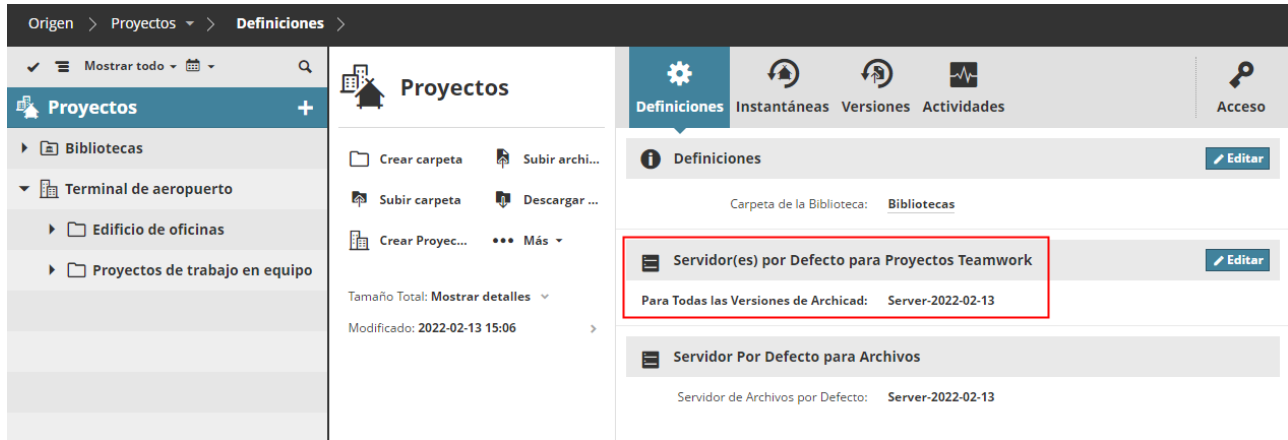 Origen > Proyectos > Definiciones >
Mostrar todo
Proyectos +
Bibliotecas
Terminal de aeropuerto
Edificio de oficinas
Proyectos de trabajo en equipo
Proyectos
Crear carpeta Subir archi...
Subir carpeta Descargar ...
Crear Proyec... Más
Tamaño Total: Mostrar detalles
Modificado: 2022-02-13 15:06
Definiciones Instantáneas Versiones Actividades Acceso
Definiciones Editar
Carpeta de la Biblioteca: Bibliotecas
Servidor(es) por Defecto para Proyectos Teamwork Editar
Para Todas las Versiones de Archicad: Server-2022-02-13
Servidor Por Defecto para Archivos
Servidor de Archivos por Defecto: Server-2022-02-13